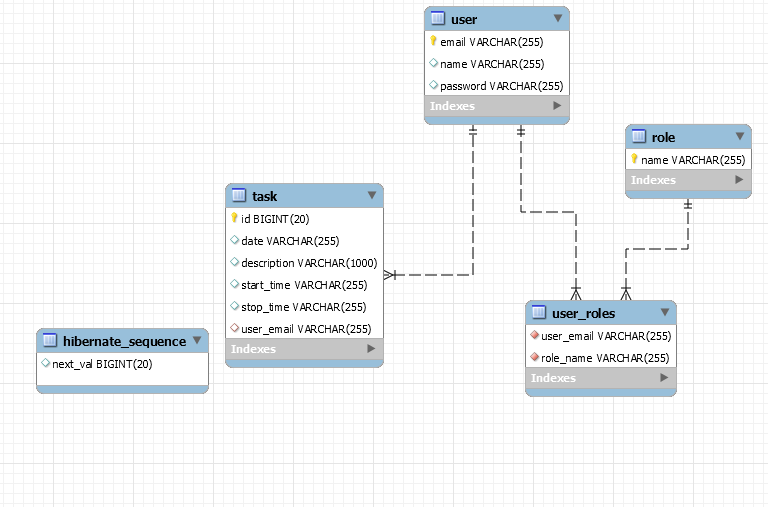 user
email VARCHAR(255)
name VARCHAR(255)
password VARCHAR(255)
Indexes
role
name VARCHAR(255)
Indexes
task
id BIGINT(20)
date VARCHAR(255)
description VARCHAR(1000)
start_time VARCHAR(255)
stop_time VARCHAR(255)
user_email VARCHAR(255)
Indexes
user_roles
user_email VARCHAR(255)
role_name VARCHAR(255)
Indexes
hibernate_sequence
next_val BIGINT(20)